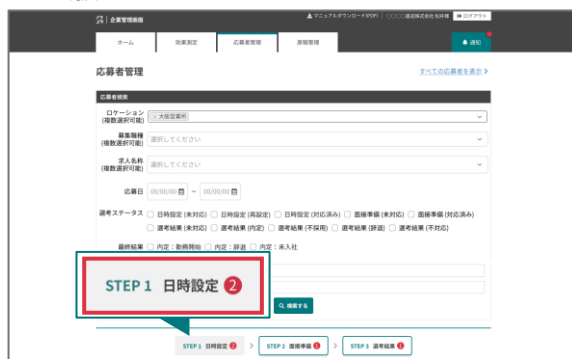 企業管理画面
マニュアルダウンロード(PDF) | 〇〇〇〇運送株式会社 松井様 ログアウト
ホーム 効果測定 応募者管理 原稿管理 通知
応募者管理 すべての応募者を表示 >
応募者検索
ロケーション
(複数選択可能)
× 大阪営業所
募集職種
(複数選択可能)
選択してください
求人名称
(複数選択可能)
選択してください
応募日 00/00/00 ~ 00/00/00
選考ステータス 日時設定 (未対応) 日時設定 (再設定) 日時設定 (対応済み) 面接準備 (未対応) 面接準備 (対応済み)
選考結果 (未対応) 選考結果 (内定) 選考結果 (不採用) 選考結果 (辞退) 選考結果 (不対応)
最終結果 内定：勤務開始 内定：辞退 内定：未入社
STEP 1 日時設定 2
検索する
STEP 1 日時設定 2 > STEP 2 面接準備 1 > STEP 3 選考結果 1